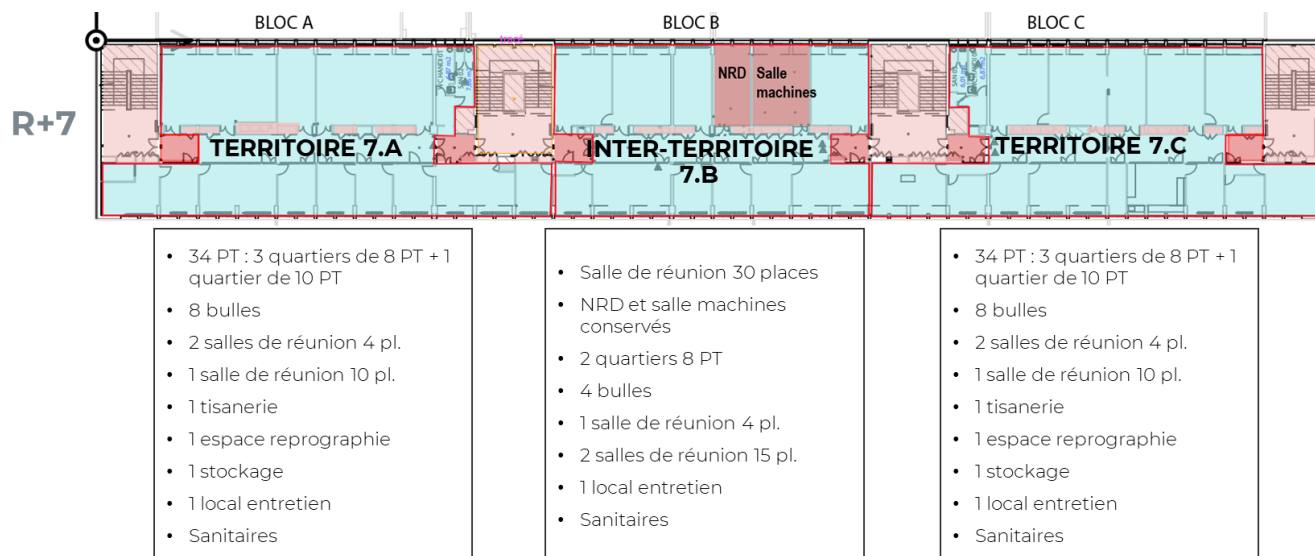 BLOC A
BLOC B
BLOC C
tracé
R+7
NRD
Salle
machines
TERRITOIRE 7.A
INTER-TERRITOIRE
7.B
TERRITOIRE 7.C
• 34 PT : 3 quartiers de 8 PT + 1
quartier de 10 PT
• 8 bulles
• 2 salles de réunion 4 pl.
• 1 salle de réunion 10 pl.
• 1 tisanerie
• 1 espace reprographie
• 1 stockage
• 1 local entretien
• Sanitaires
• Salle de réunion 30 places
• NRD et salle machines
conservés
• 2 quartiers 8 PT
• 4 bulles
• 1 salle de réunion 4 pl.
• 2 salles de réunion 15 pl.
• 1 local entretien
• Sanitaires
• 34 PT : 3 quartiers de 8 PT + 1
quartier de 10 PT
• 8 bulles
• 2 salles de réunion 4 pl.
• 1 salle de réunion 10 pl.
• 1 tisanerie
• 1 espace reprographie
• 1 stockage
• 1 local entretien
• Sanitaires